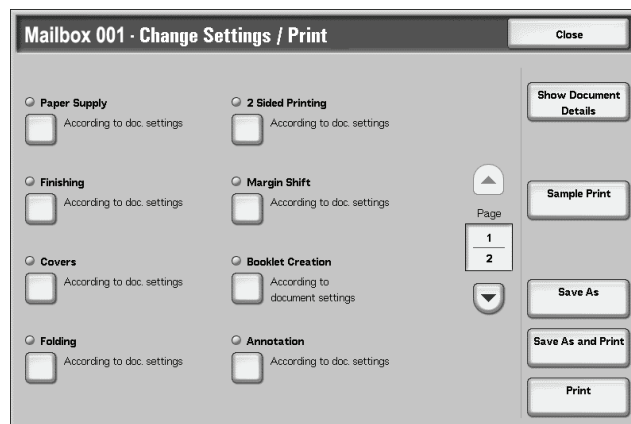 Mailbox 001 - Change Settings / Print
Close
Paper Supply
According to doc. settings
2 Sided Printing
According to doc. settings
Show Document
Details
Finishing
According to doc. settings
Margin Shift
According to doc. settings
Page
1
2
Sample Print
Covers
According to doc. settings
Booklet Creation
According to
document settings
Save As
Folding
According to doc. settings
Annotation
According to doc. settings
Save As and Print
Print